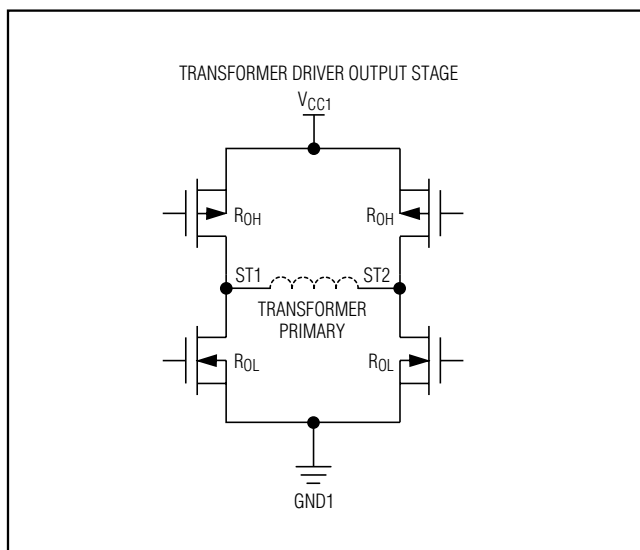 TRANSFORMER DRIVER OUTPUT STAGE
VCC1
ROH ROH
ST1 ST2
TRANSFORMER
PRIMARY
ROL ROL
GND1